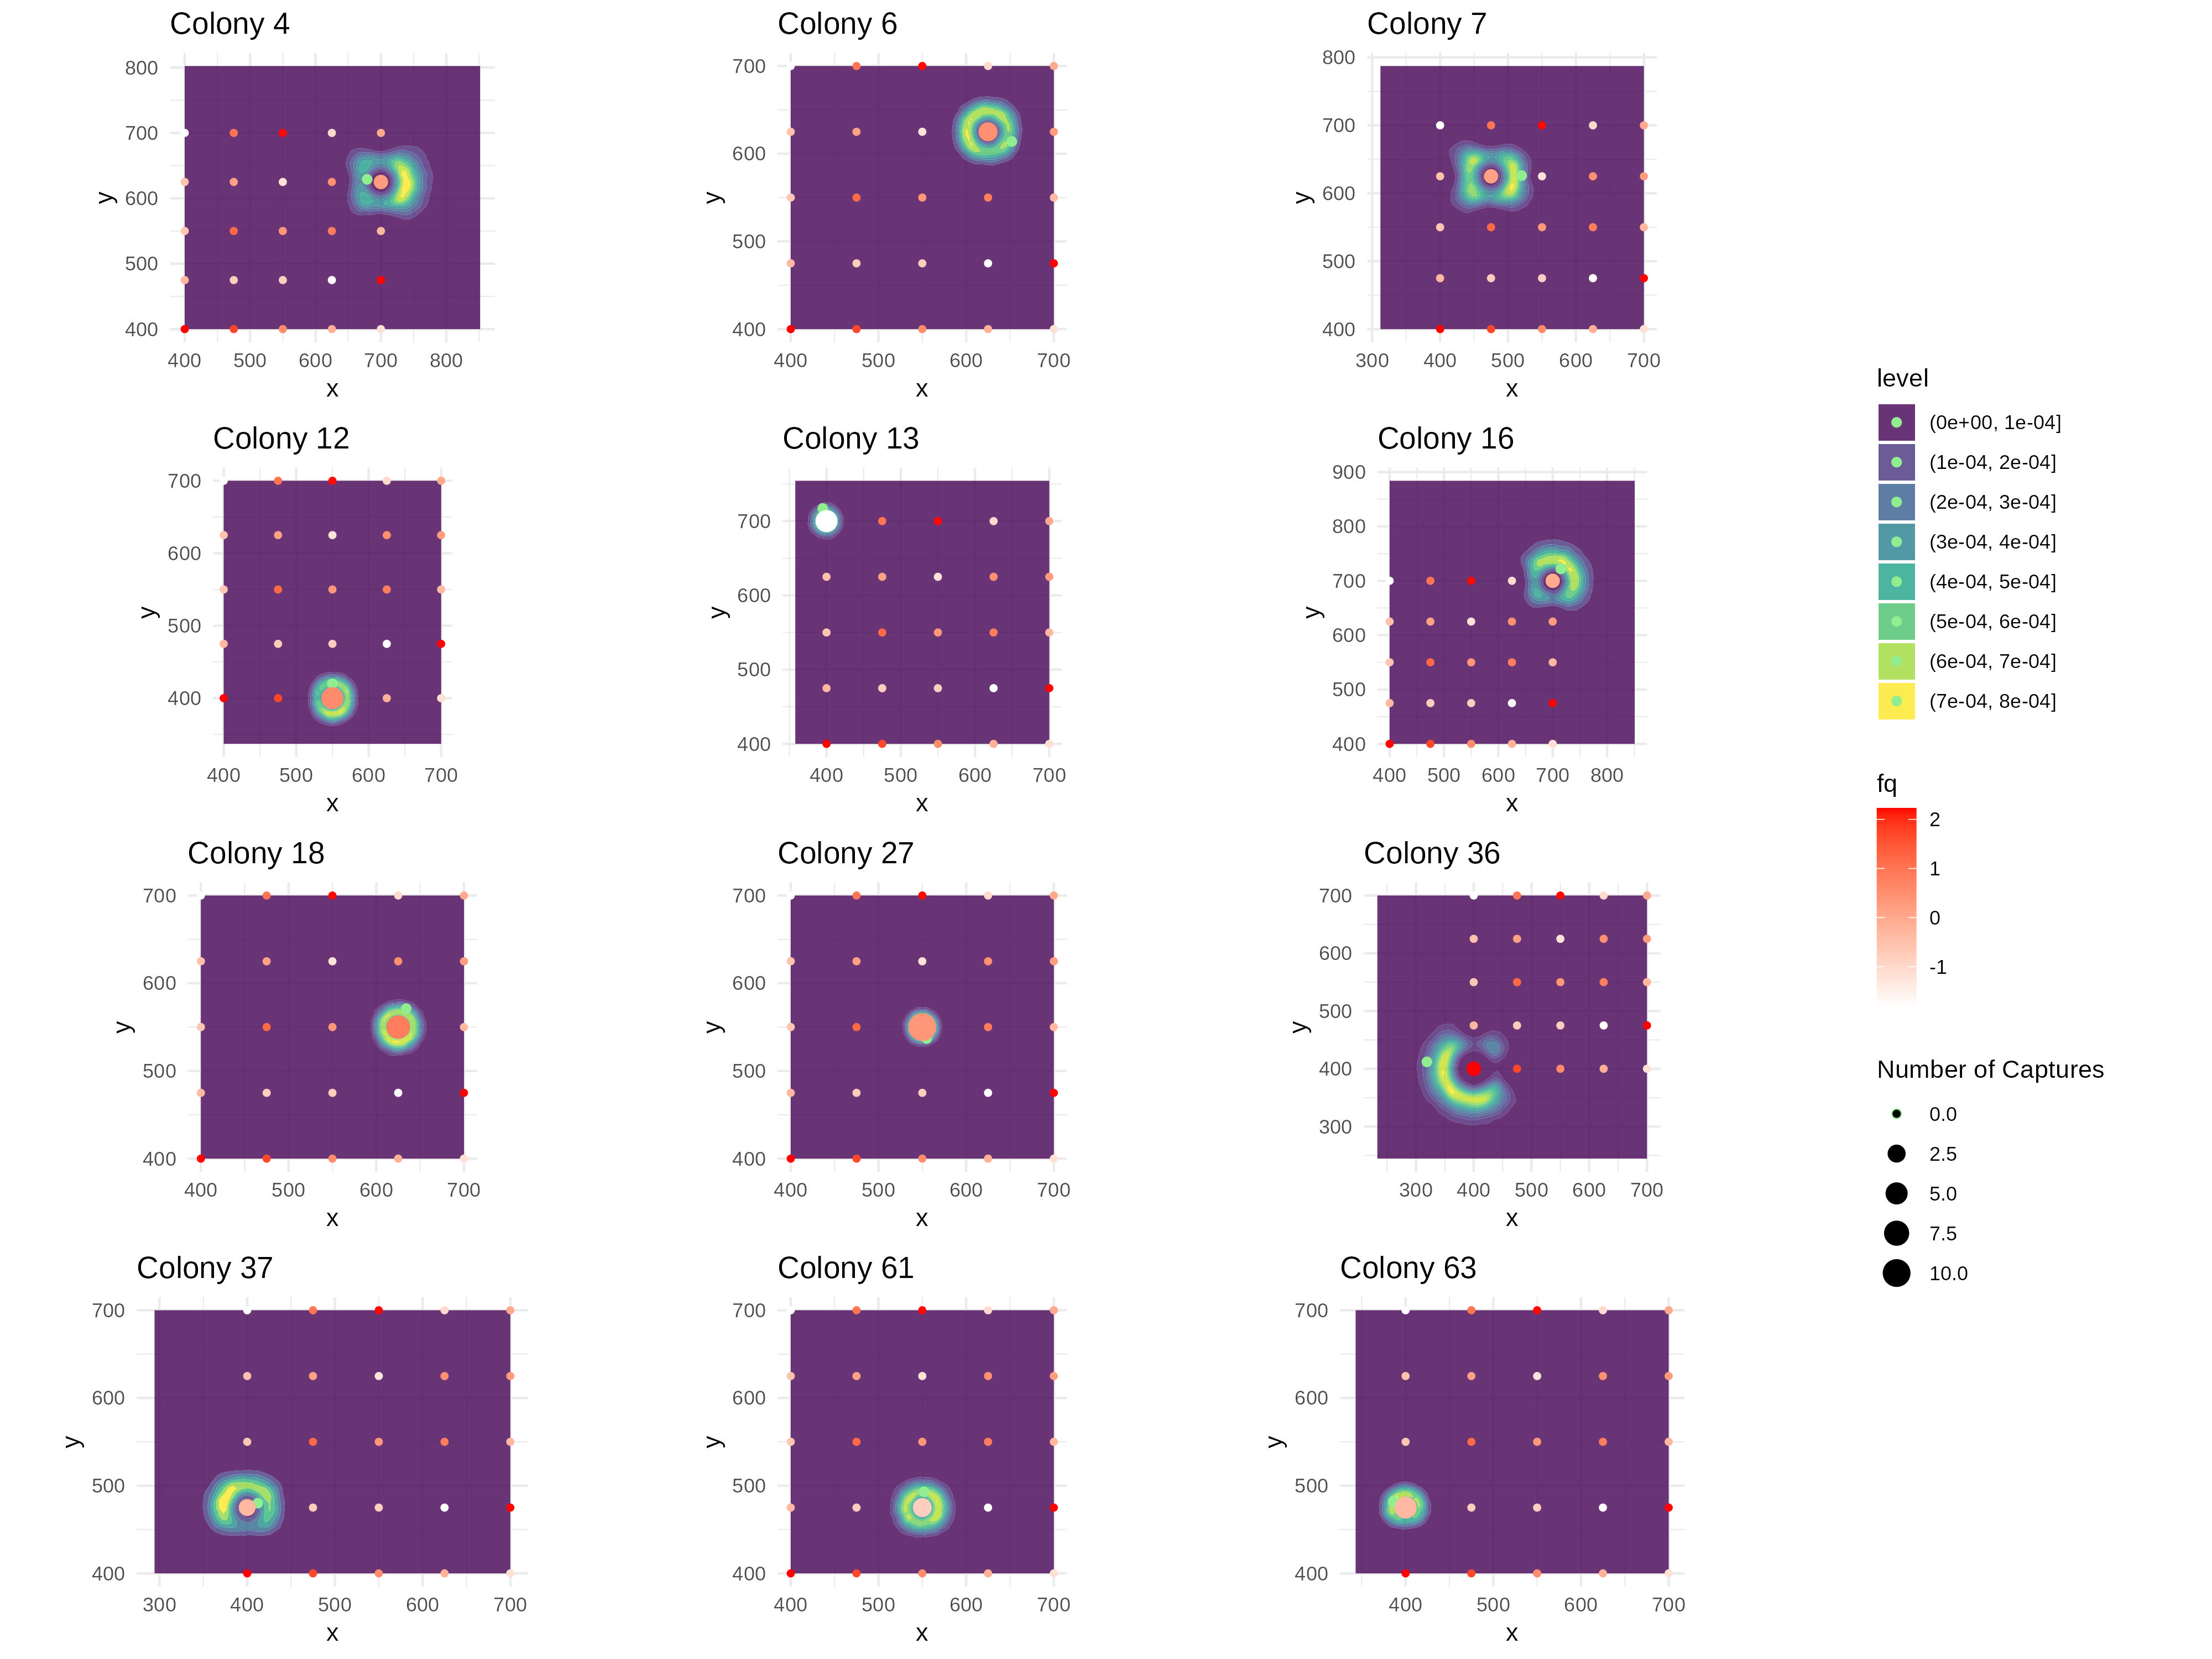 Colony 4
y
800
700
600
500
400
400 500 600 700 800
x
Colony 6
y
700
600
500
400
400 500 600 700
x
Colony 7
y
800
700
600
500
400
300 400 500 600 700
x
Colony 12
y
700
600
500
400
400 500 600 700
x
Colony 13
y
700
600
500
400
400 500 600 700
x
Colony 16
y
900
800
700
600
500
400
400 500 600 700 800
x
Colony 18
y
700
600
500
400
400 500 600 700
x
Colony 27
y
700
600
500
400
400 500 600 700
x
Colony 36
y
700
600
500
400
300
300 400 500 600 700
x
Colony 37
y
700
600
500
400
300 400 500 600 700
x
Colony 61
y
700
600
500
400
400 500 600 700
x
Colony 63
y
700
600
500
400
400 500 600 700
x
level
(0e+00, 1e-04]
(1e-04, 2e-04]
(2e-04, 3e-04]
(3e-04, 4e-04]
(4e-04, 5e-04]
(5e-04, 6e-04]
(6e-04, 7e-04]
(7e-04, 8e-04]
fq
2
1
0
-1
Number of Captures
0.0
2.5
5.0
7.5
10.0